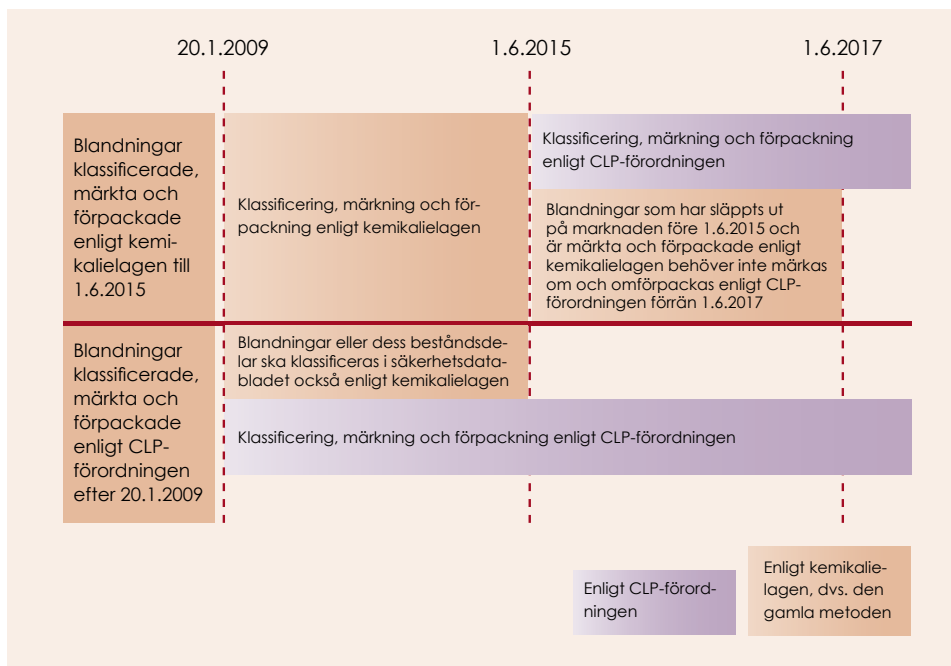 20.1.2009
1.6.2015
1.6.2017
Blandningar
klassificerade,
märkta och
förpackade
enligt kemi-
kalielagen till
1.6.2015
Klassificering, märkning och för-
packning enligt kemikalielagen
Klassificering, märkning och förpackning
enligt CLP-förordningen
Blandningar som har släppts ut
på marknaden före 1.6.2015 och
är märkta och förpackade enligt
kemikalielagen behöver inte märkas
om och omförpackas enligt CLP-
förordningen förrän 1.6.2017
Blandningar
klassificerade,
märkta och
förpackade
enligt CLP-
förordningen
efter 20.1.2009
Blandningar eller dess beståndsde-
lar ska klassificeras i säkerhetsdata-
bladet också enligt kemikalielagen
Klassificering, märkning och förpackning enligt CLP-förordningen
Enligt CLP-förord-
ningen
Enligt kemikalie-
lagen, dvs. den
gamla metoden